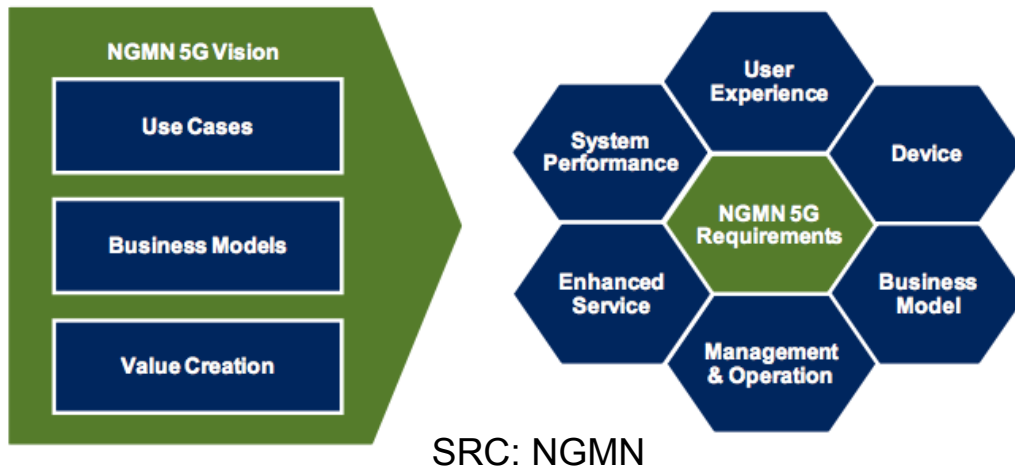 NGMN 5G Vision
Use Cases
Business Models
Value Creation
User
Experience
System
Performance
Device
NGMN 5G
Requirements
Enhanced
Service
Business
Model
Management
& Operation
SRC: NGMN